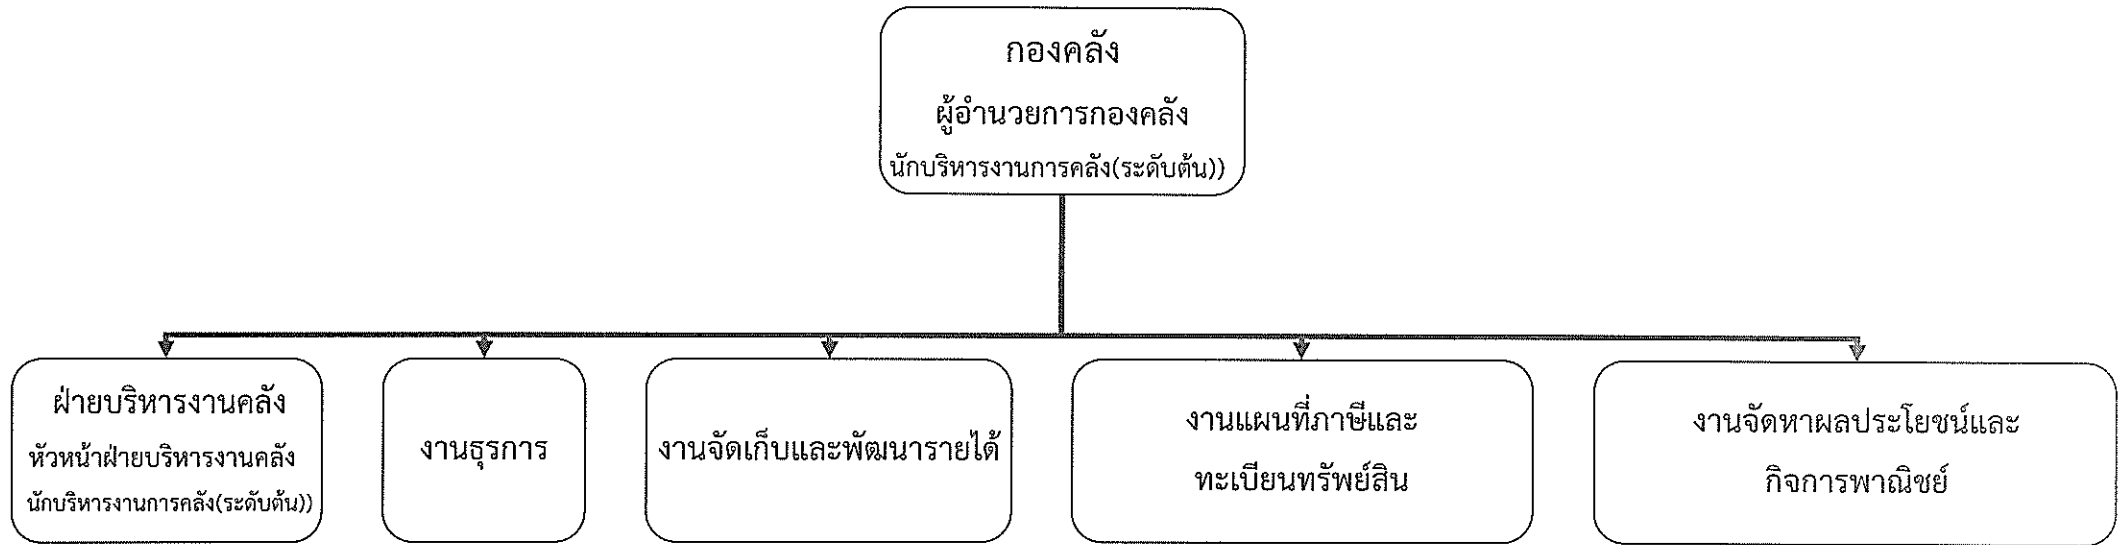 กองคลัง
ผู้อำนวยการกองคลัง
นักบริหารงานการคลัง(ระดับต้น))
ฝ่ายบริหารงานคลัง
หัวหน้าฝ่ายบริหารงานคลัง
นักบริหารงานการคลัง(ระดับต้น))
งานธุรการ
งานจัดเก็บและพัฒนารายได้
งานแผนที่ภาษีและ
ทะเบียนทรัพย์สิน
งานจัดหาผลประโยชน์และ
กิจการพาณิชย์